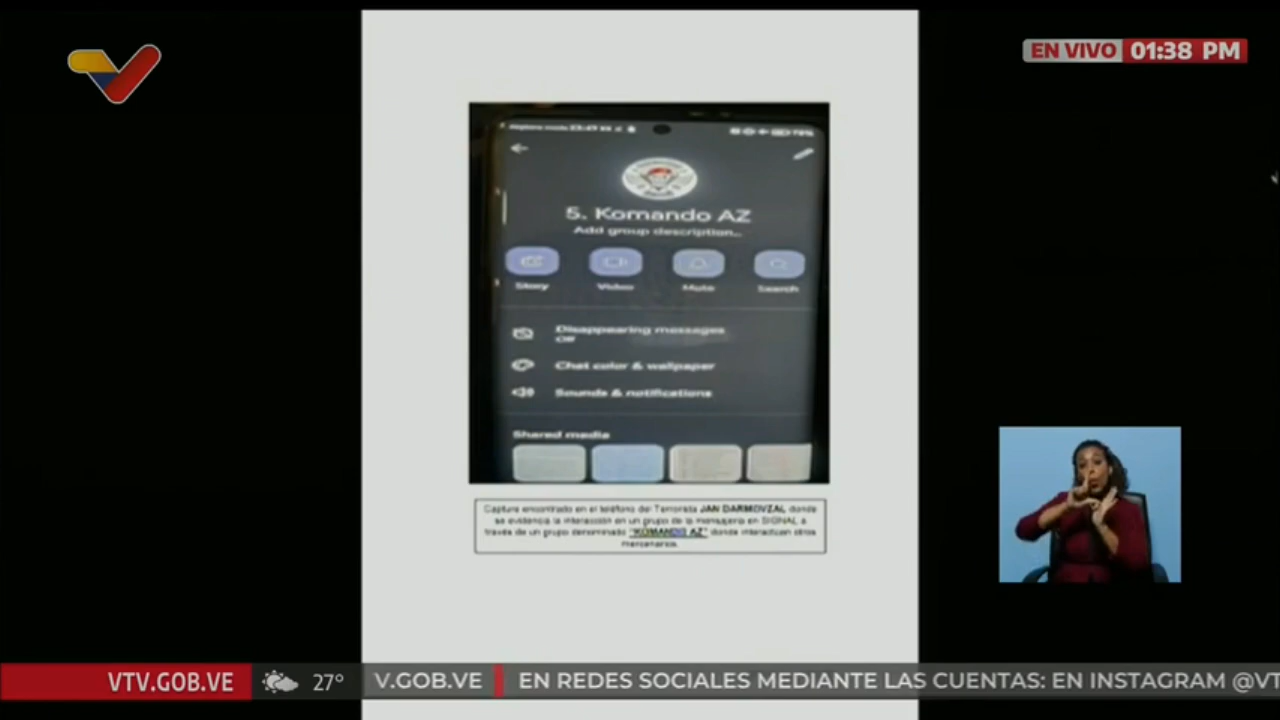 EN VIVO 01:38 PM
5. Komando AZ
Add group description...
Story Video Mute Search
Disappearing messages
Off
Chat color & wallpaper
Sounds & notifications
Shared media
Captura encontrado en el teléfono del Terrorista JAN DARMOVZAL donde
se evidencia la interacción en un grupo de la mensajería en SIGNAL a
través de un grupo denominado "KOMANDO AZ" donde interactúan otros
mercenarios.
VTV.GOB.VE 27° V.GOB.VE EN REDES SOCIALES MEDIANTE LAS CUENTAS: EN INSTAGRAM @VT